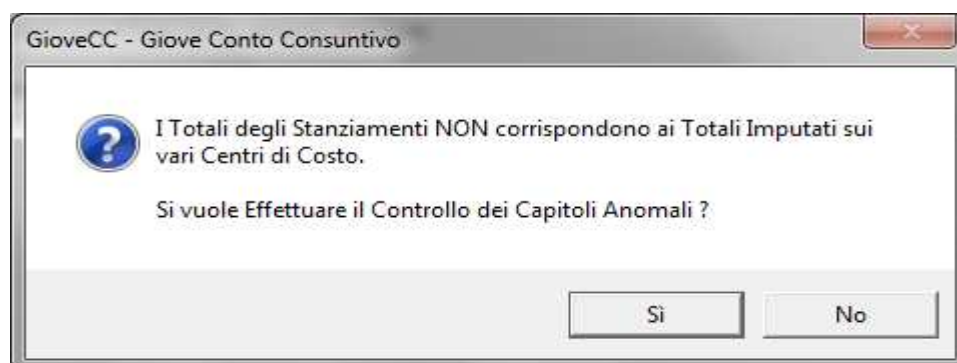 GioveCC - Giove Conto Consuntivo
I Totali degli Stanziamenti NON corrispondono ai Totali Imputati sui
vari Centri di Costo.
Si vuole Effettuare il Controllo dei Capitoli Anomali ?
Sì
No